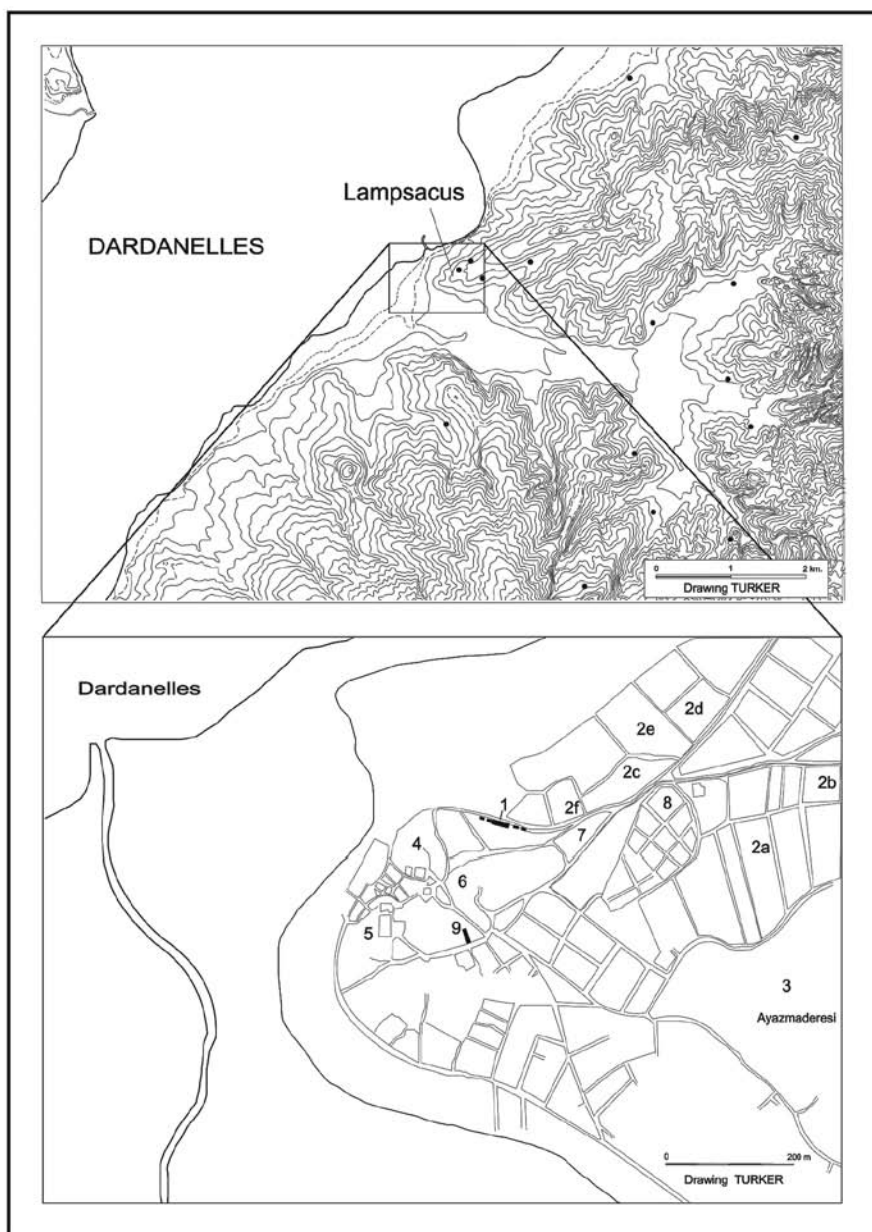 Lampsacus
DARDANELLES
0 1 2 km.
Drawing TURKER
Dardanelles
2d
2e
2c
2b
1
2f
8
7
4
2a
6
5
9
3
Ayazmaderesi
0 200 m
Drawing TURKER